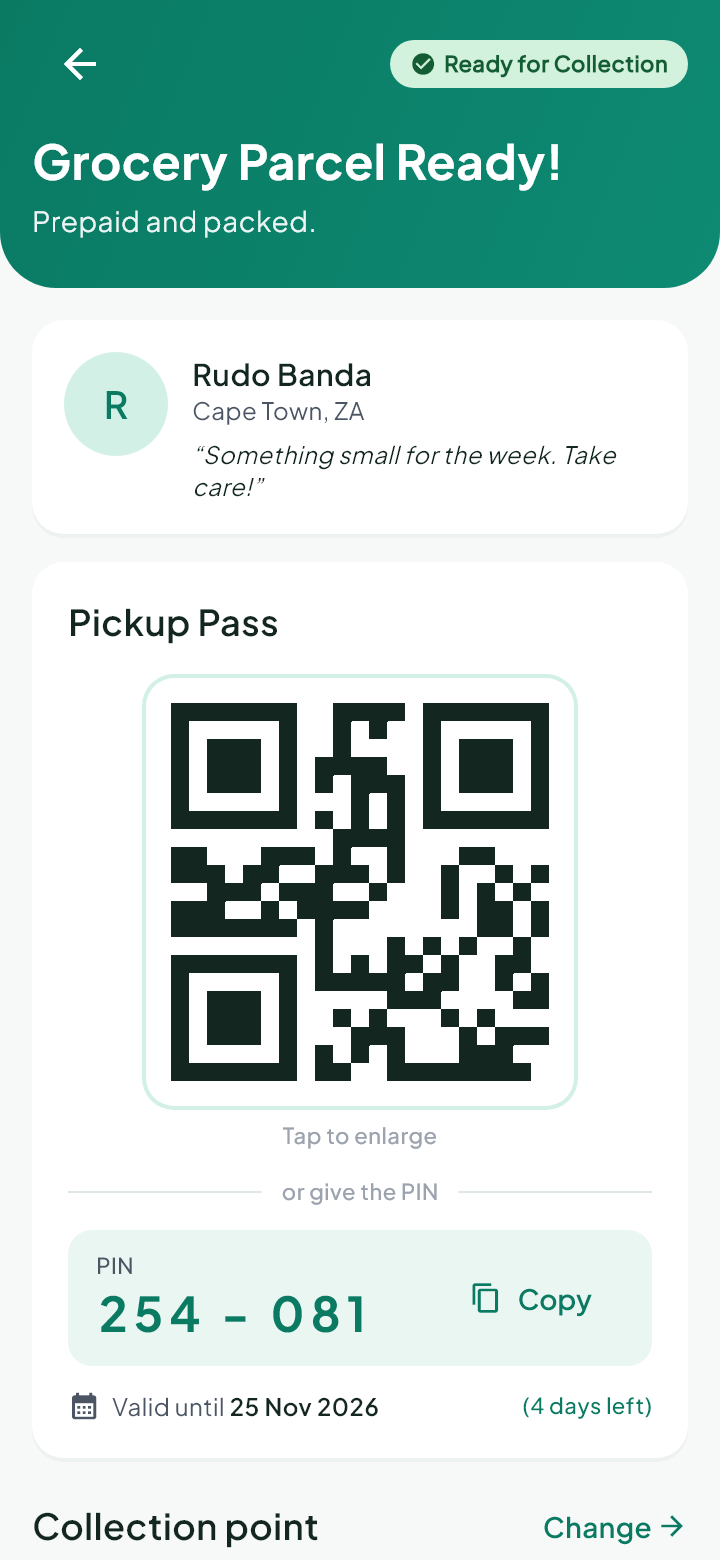 Ready for Collection
Grocery Parcel Ready!
Prepaid and packed.
R
Rudo Banda
Cape Town, ZA
“Something small for the week. Take
care!”
Pickup Pass
Tap to enlarge
or give the PIN
PIN
254 - 081
Copy
Valid until 25 Nov 2026
(4 days left)
Collection point
Change